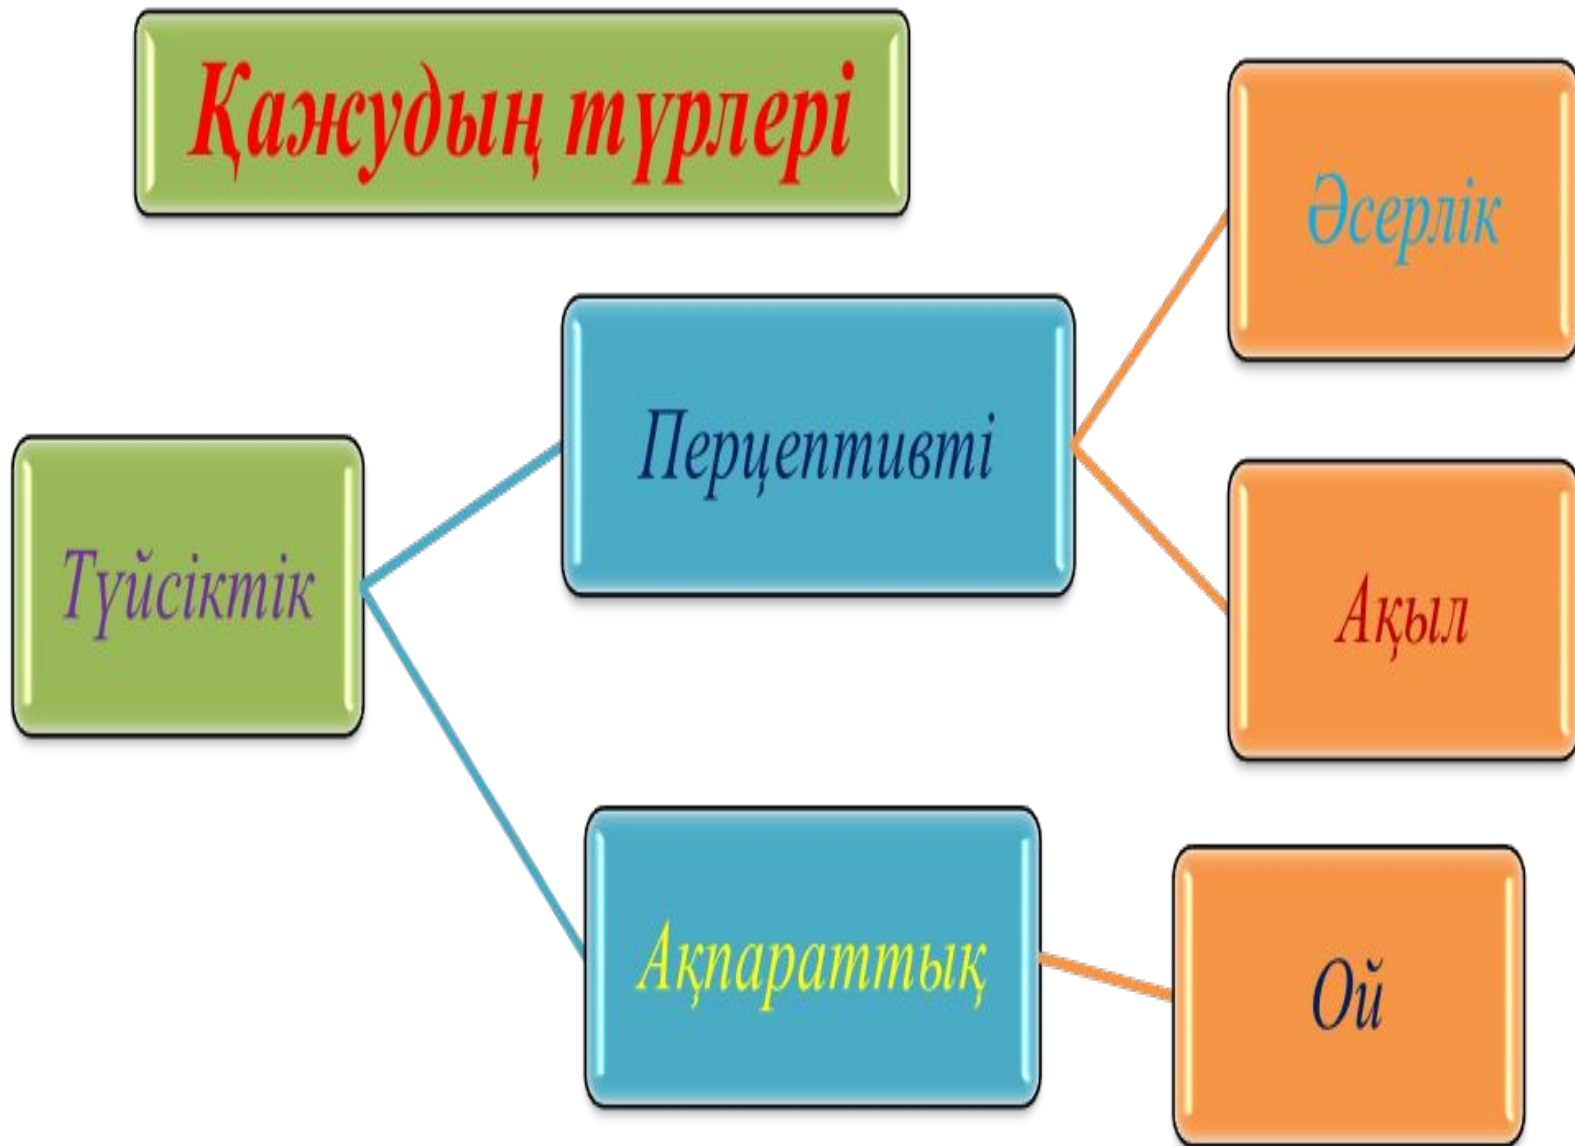 Қажудың түрлері
Түйсіктік
Перцептивті
Әсерлік
Ақыл
Ақпараттық
Ой